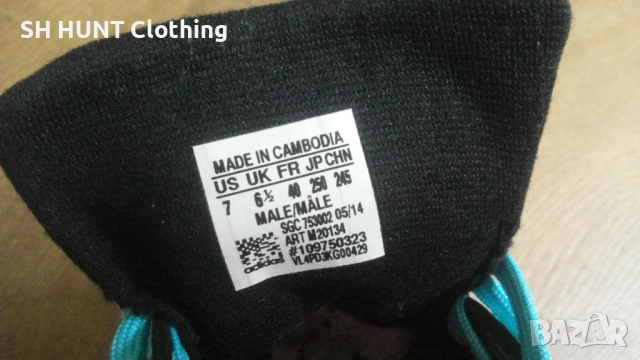 SH HUNT Clothing
MADE IN CAMBODIA
US UK FR JP CHN
7 6½ 40 250 245
MALE/MÂLE
SGC 753002 05/14
ART M20134
#109750323
VL4PD3KG00429
adidas
BAZAR